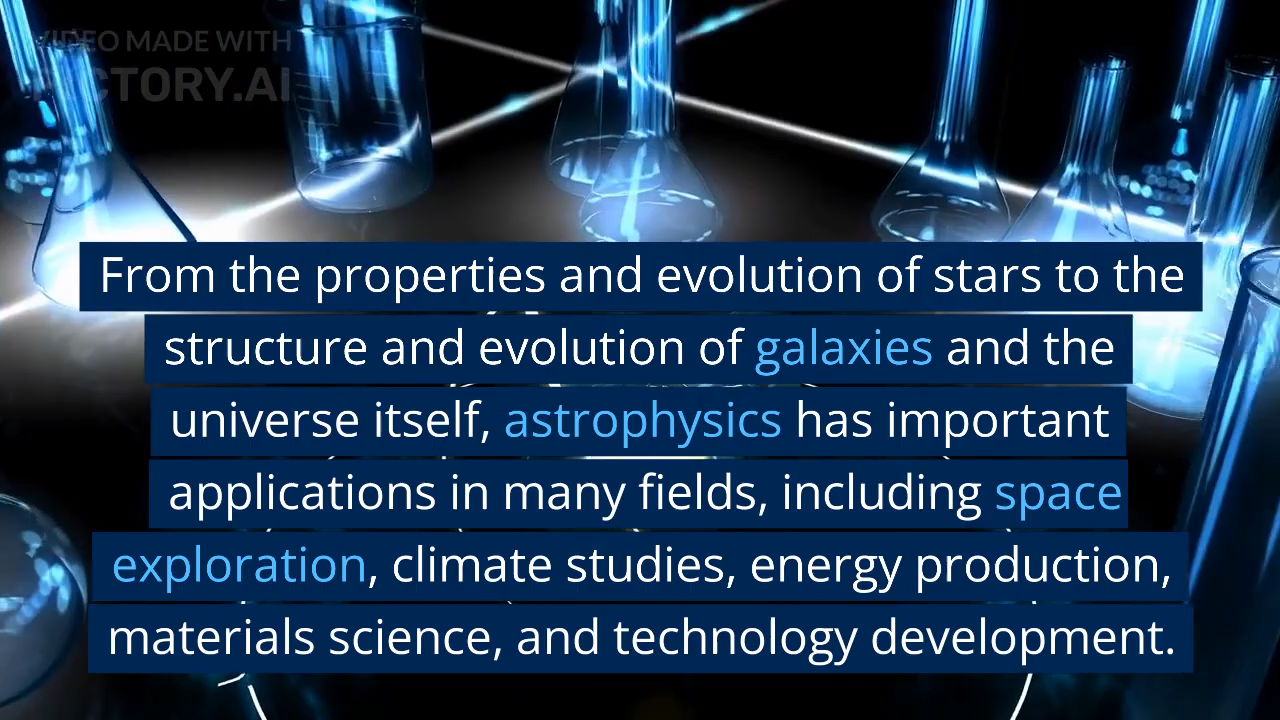 VIDEO MADE WITH
PICTORY.AI
From the properties and evolution of stars to the
structure and evolution of galaxies and the
universe itself, astrophysics has important
applications in many fields, including space
exploration, climate studies, energy production,
materials science, and technology development.